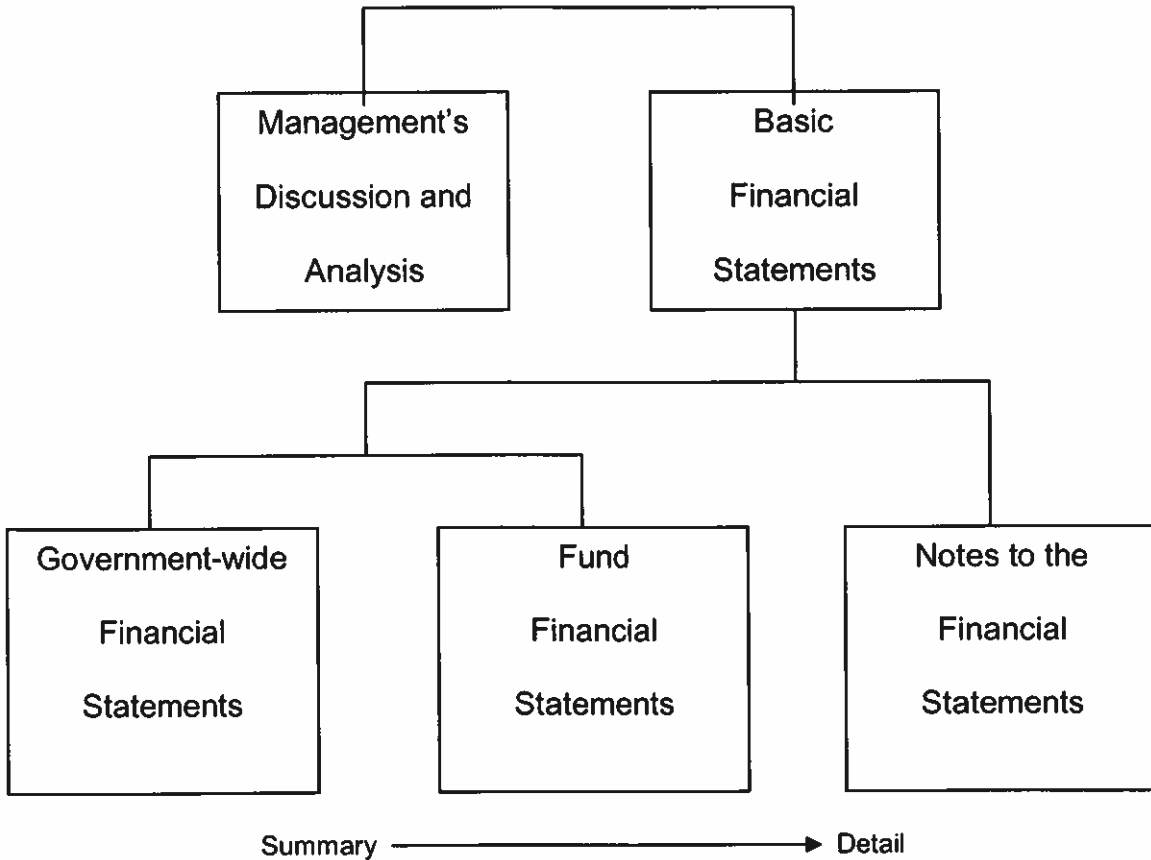 Management's
Discussion and
Analysis
Basic
Financial
Statements
Government-wide
Financial
Statements
Fund
Financial
Statements
Notes to the
Financial
Statements
Summary
Detail